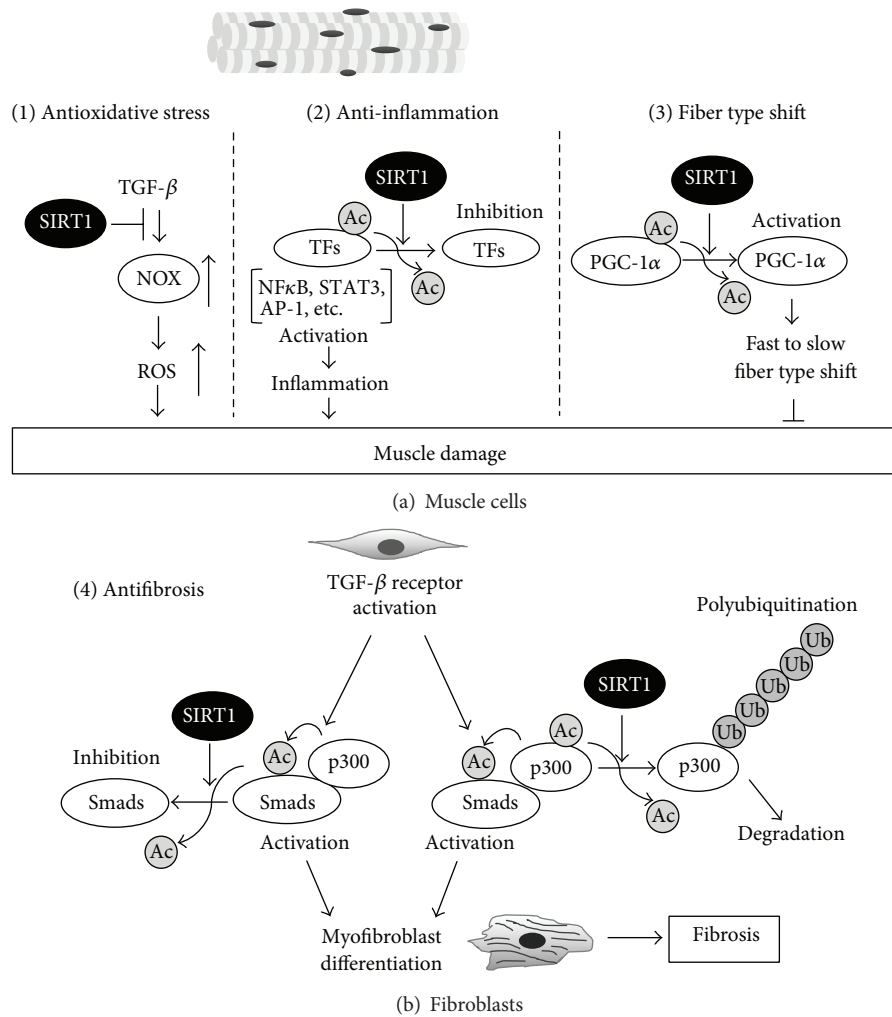 (1) Antioxidative stress
TGF-β
SIRT1
NOX
ROS
(2) Anti-inflammation
SIRT1
Ac
Inhibition
TFs
TFs
Ac
[NFκB, STAT3,
AP-1, etc.]
Activation
Inflammation
(3) Fiber type shift
SIRT1
Ac
Activation
PGC-1α
PGC-1α
Ac
Fast to slow
fiber type shift
Muscle damage
(a) Muscle cells
(4) Antifibrosis
TGF-β receptor
activation
SIRT1
Inhibition
Ac
p300
Smads
Smads
Ac
Activation
Polyubiquitination
Ub
Ub
Ub
Ub
Ub
SIRT1
Ac
Ac
p300
p300
Smads
Ac
Activation
Degradation
Myofibroblast
differentiation
Fibrosis
(b) Fibroblasts